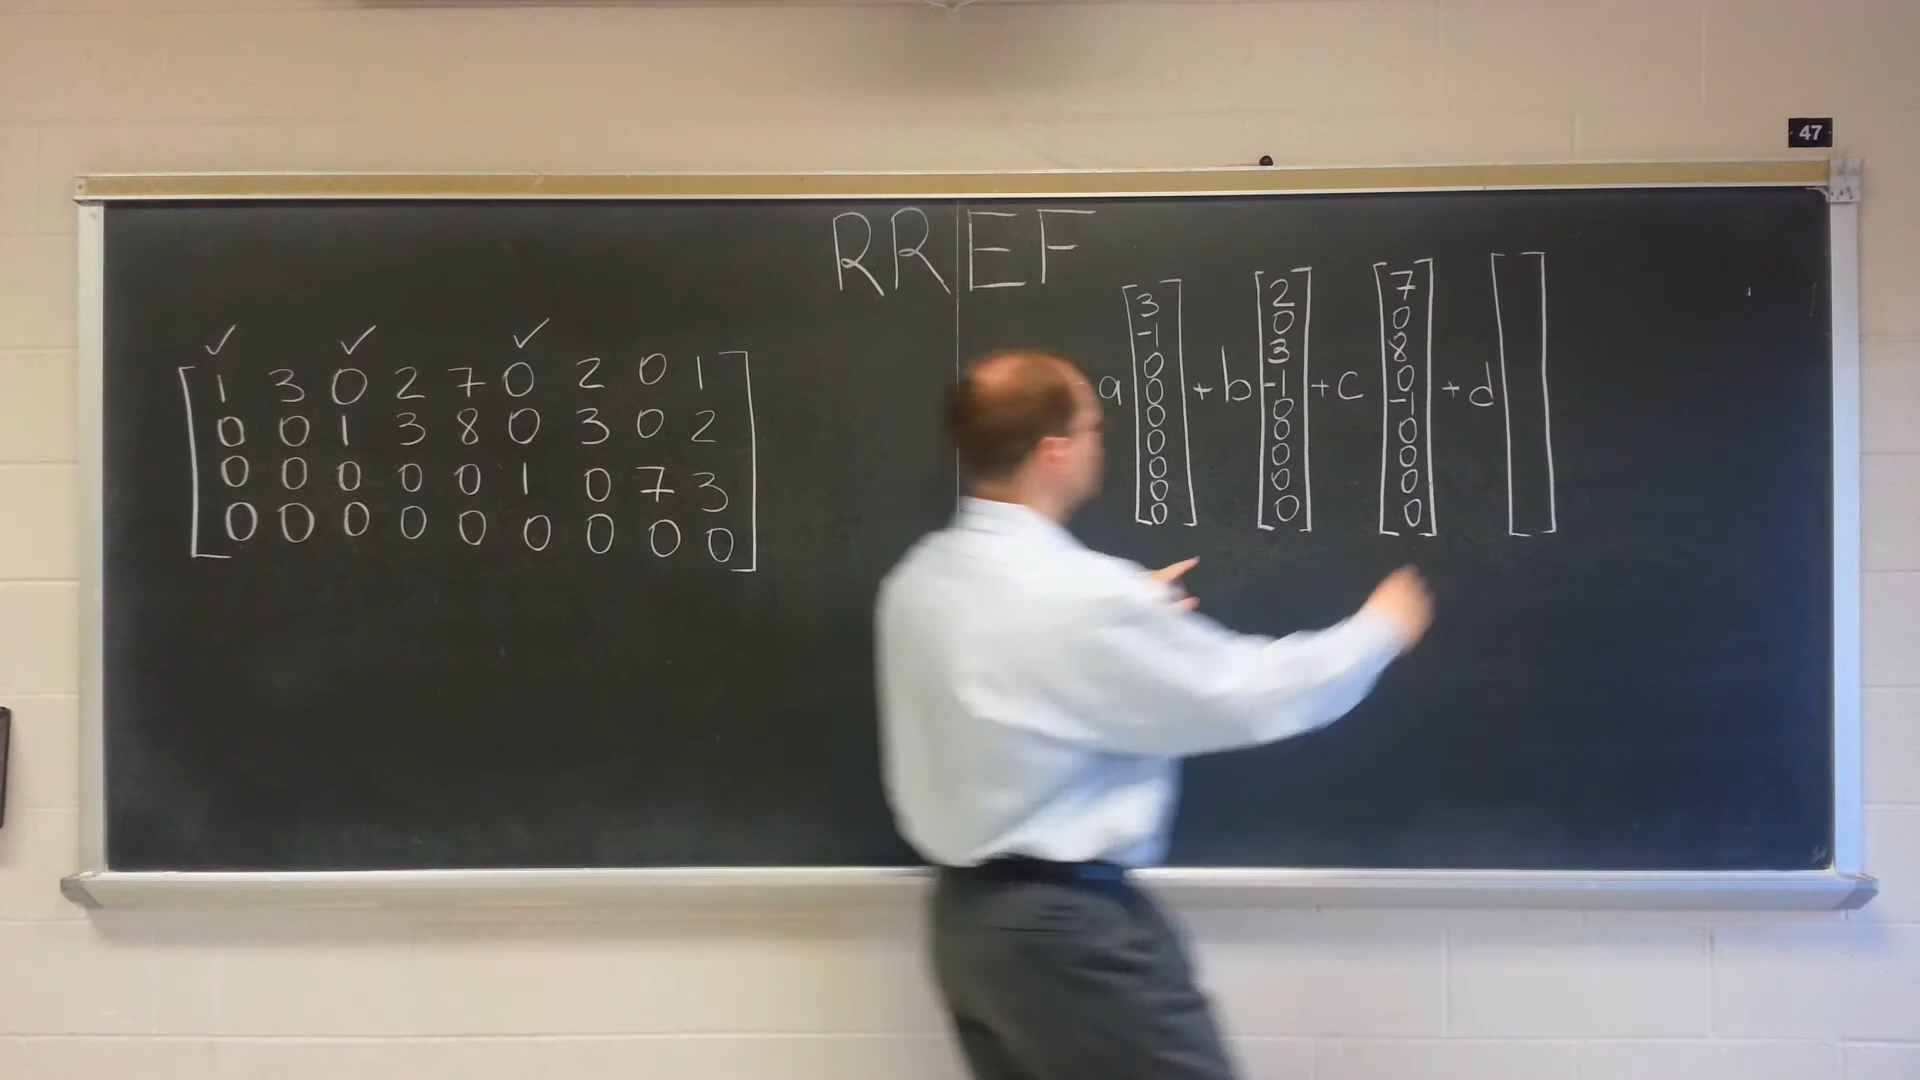 47
RREF
✓ ✓ ✓
1 3 0 2 7 0 2 0 1
0 0 1 3 8 0 3 0 2
0 0 0 0 0 1 0 7 3
0 0 0 0 0 0 0 0 0
a [3 -1 0 0 0 0 0 0 0] + b [2 0 3 -1 0 0 0 0 0] + c [7 0 8 0 -1 0 0 0 0] + d [ ]